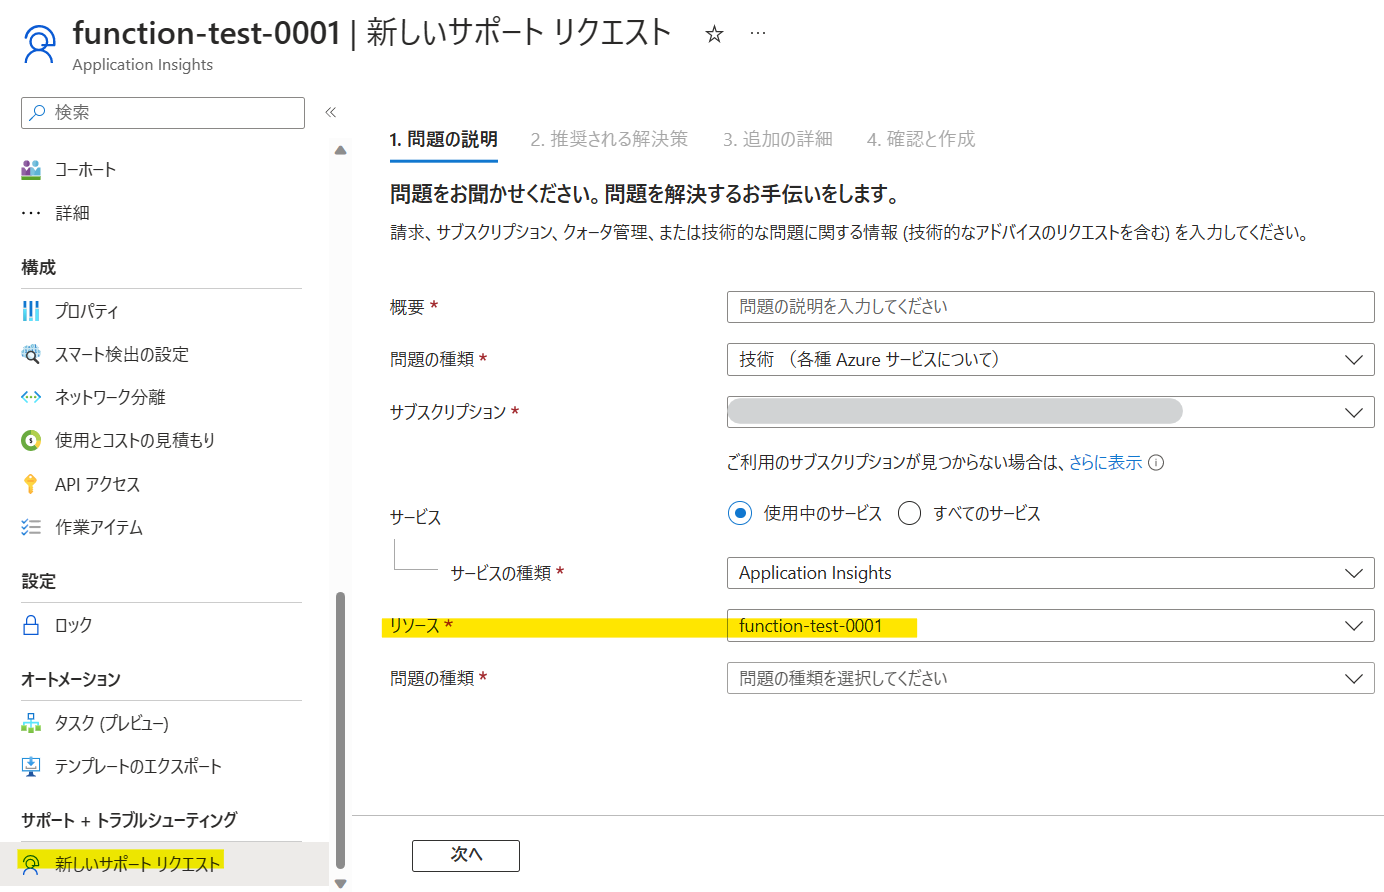 function-test-0001 | 新しいサポート リクエスト ☆ …
Application Insights
検索
«
コーホート
詳細
構成
プロパティ
スマート検出の設定
ネットワーク分離
使用とコストの見積もり
API アクセス
作業アイテム
設定
ロック
オートメーション
タスク (プレビュー)
テンプレートのエクスポート
サポート + トラブルシューティング
新しいサポート リクエスト
1. 問題の説明 2. 推奨される解決策 3. 追加の詳細 4. 確認と作成
問題をお聞かせください。問題を解決するお手伝いをします。
請求、サブスクリプション、クォータ管理、または技術的な問題に関する情報 (技術的なアドバイスのリクエストを含む) を入力してください。
概要 * 問題の説明を入力してください
問題の種類 * 技術 （各種 Azure サービスについて）
サブスクリプション *
ご利用のサブスクリプションが見つからない場合は、さらに表示
サービス 使用中のサービス すべてのサービス
サービスの種類 * Application Insights
リソース * function-test-0001
問題の種類 * 問題の種類を選択してください
次へ